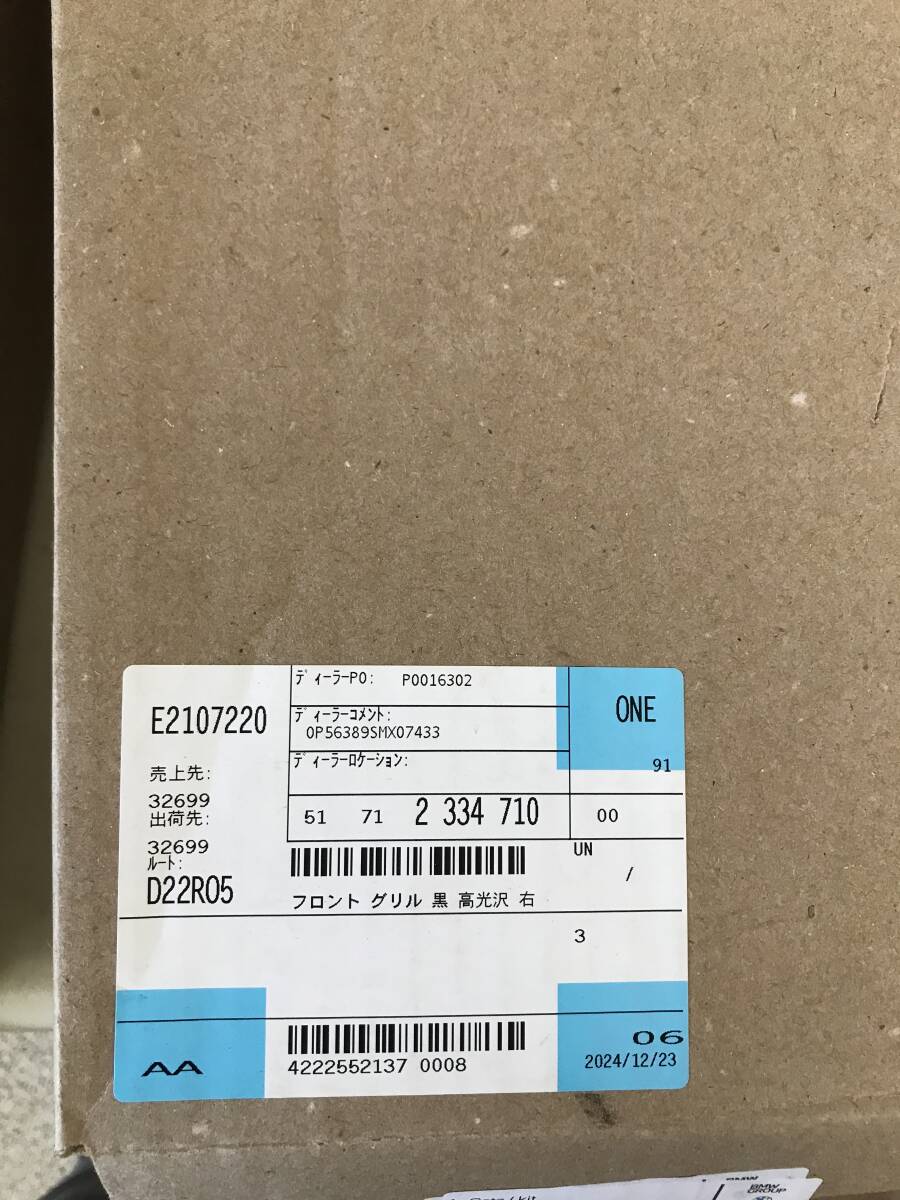 E2107220
売上先:
32699
出荷先:
32699
ﾙｰﾄ:
D22R05
ﾃﾞｨｰﾗｰPO: P0016302
ﾃﾞｨｰﾗｰｺﾒﾝﾄ:
OP56389SMX07433
ﾃﾞｨｰﾗｰﾛｹｰｼｮﾝ:
51 71 2 334 710
フロント グリル 黒 高光沢 右
ONE
91
00
UN
/
3
AA
4222552137 0008
06
2024/12/23
BMW
GROUP